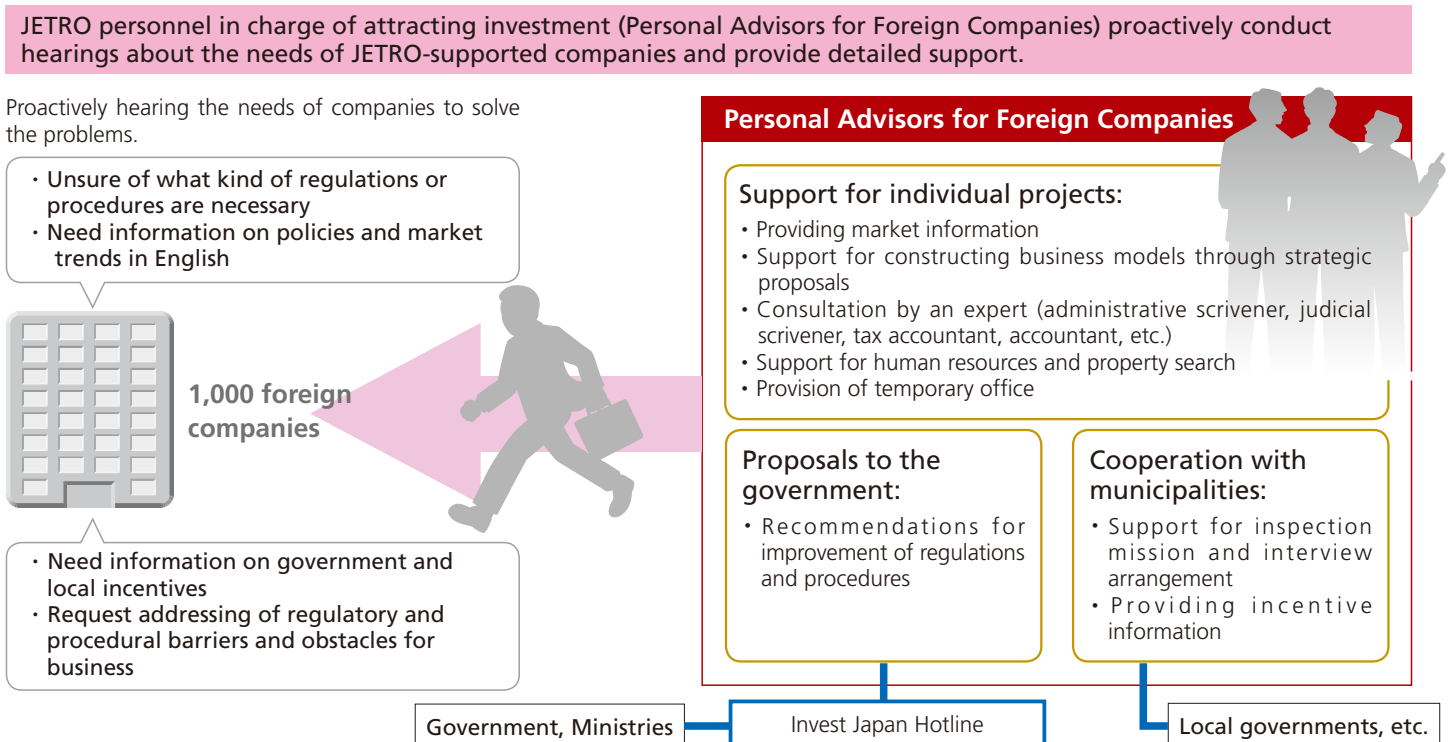 JETRO personnel in charge of attracting investment (Personal Advisors for Foreign Companies) proactively conduct
hearings about the needs of JETRO-supported companies and provide detailed support.
Proactively hearing the needs of companies to solve
the problems.
・Unsure of what kind of regulations or
procedures are necessary
・Need information on policies and market
trends in English
1,000 foreign
companies
・Need information on government and
local incentives
・Request addressing of regulatory and
procedural barriers and obstacles for
business
Personal Advisors for Foreign Companies
Support for individual projects:
・Providing market information
・Support for constructing business models through strategic
proposals
・Consultation by an expert (administrative scrivener, judicial
scrivener, tax accountant, accountant, etc.)
・Support for human resources and property search
・Provision of temporary office
Proposals to the
government:
・Recommendations for
improvement of regulations
and procedures
Cooperation with
municipalities:
・Support for inspection
mission and interview
arrangement
・Providing incentive
information
Government, Ministries
Invest Japan Hotline
Local governments, etc.